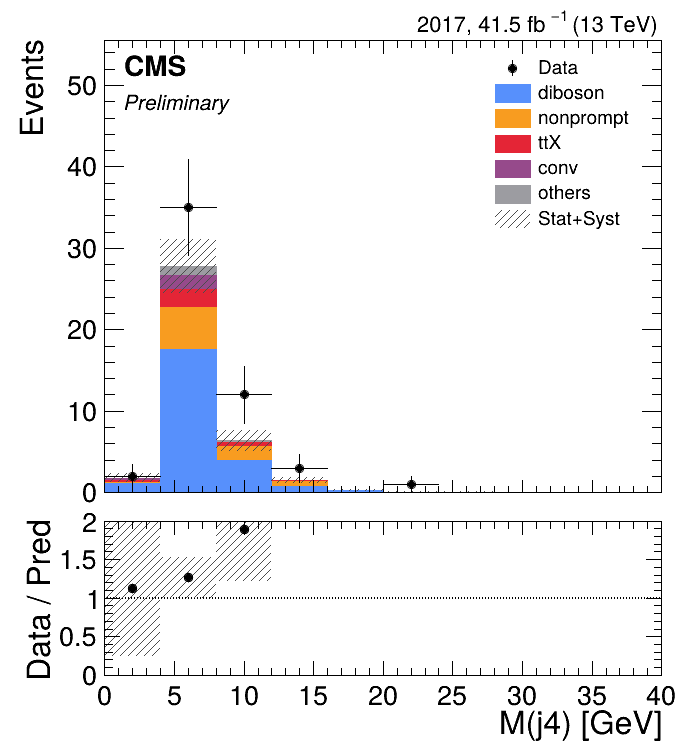 2017, 41.5 fb⁻¹ (13 TeV)
CMS
Preliminary
Events
Data
diboson
nonprompt
ttX
conv
others
Stat+Syst
50
40
30
20
10
0
Data / Pred
2
1.5
1
0.5
0
0 5 10 15 20 25 30 35 40
M(j4) [GeV]